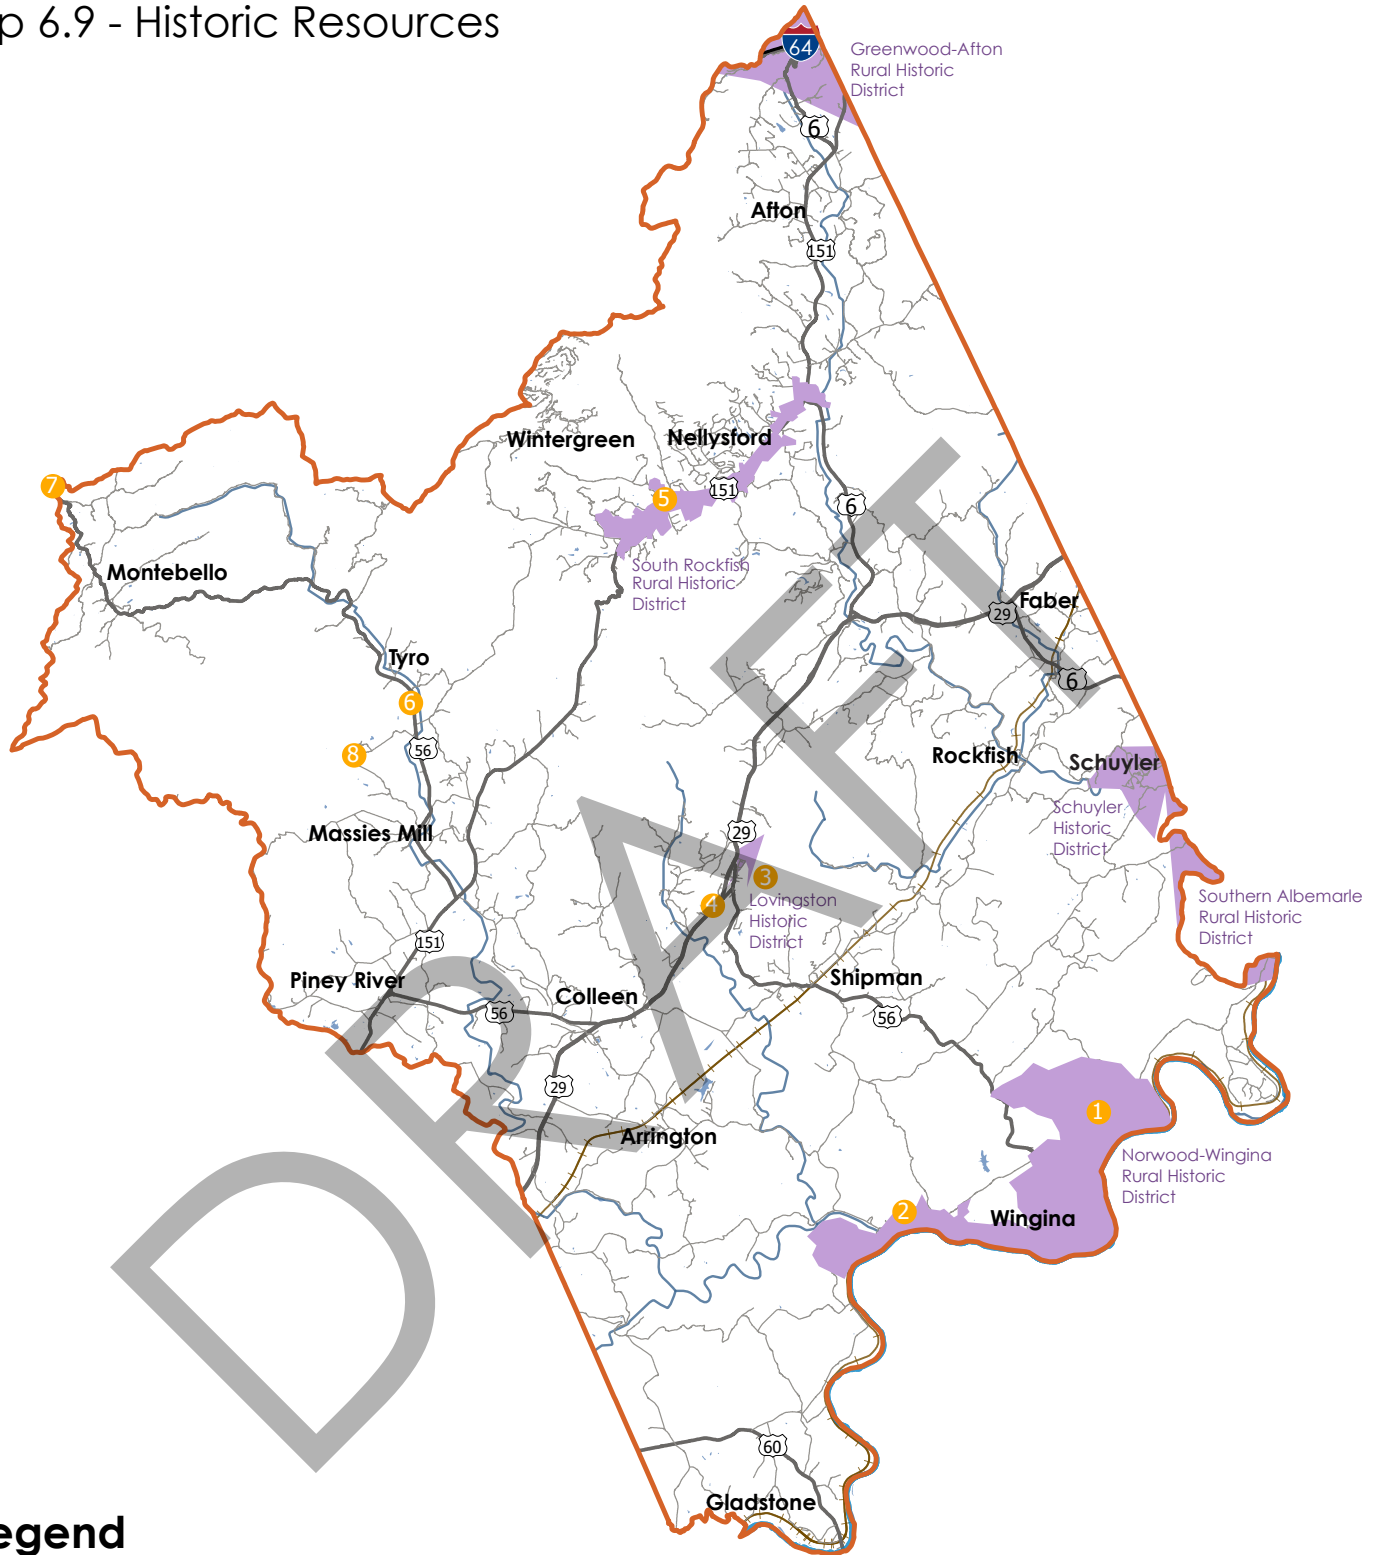 p 6.9 - Historic Resources
64
Greenwood-Afton
Rural Historic
District
6
Afton
151
Wintergreen
Nellysford
7
5
151
6
South Rockfish
Rural Historic
District
Montebello
Faber
29
Tyro
6
6
8
56
Rockfish
Schuyler
Schuyler
Historic
District
Massies Mill
29
3
4
Lovingston
Historic
District
Southern Albemarle
Rural Historic
District
151
Piney River
Colleen
Shipman
56
56
29
1
Arrington
Norwood-Wingina
Rural Historic
District
2
Wingina
DRAFT
60
Gladstone
egend